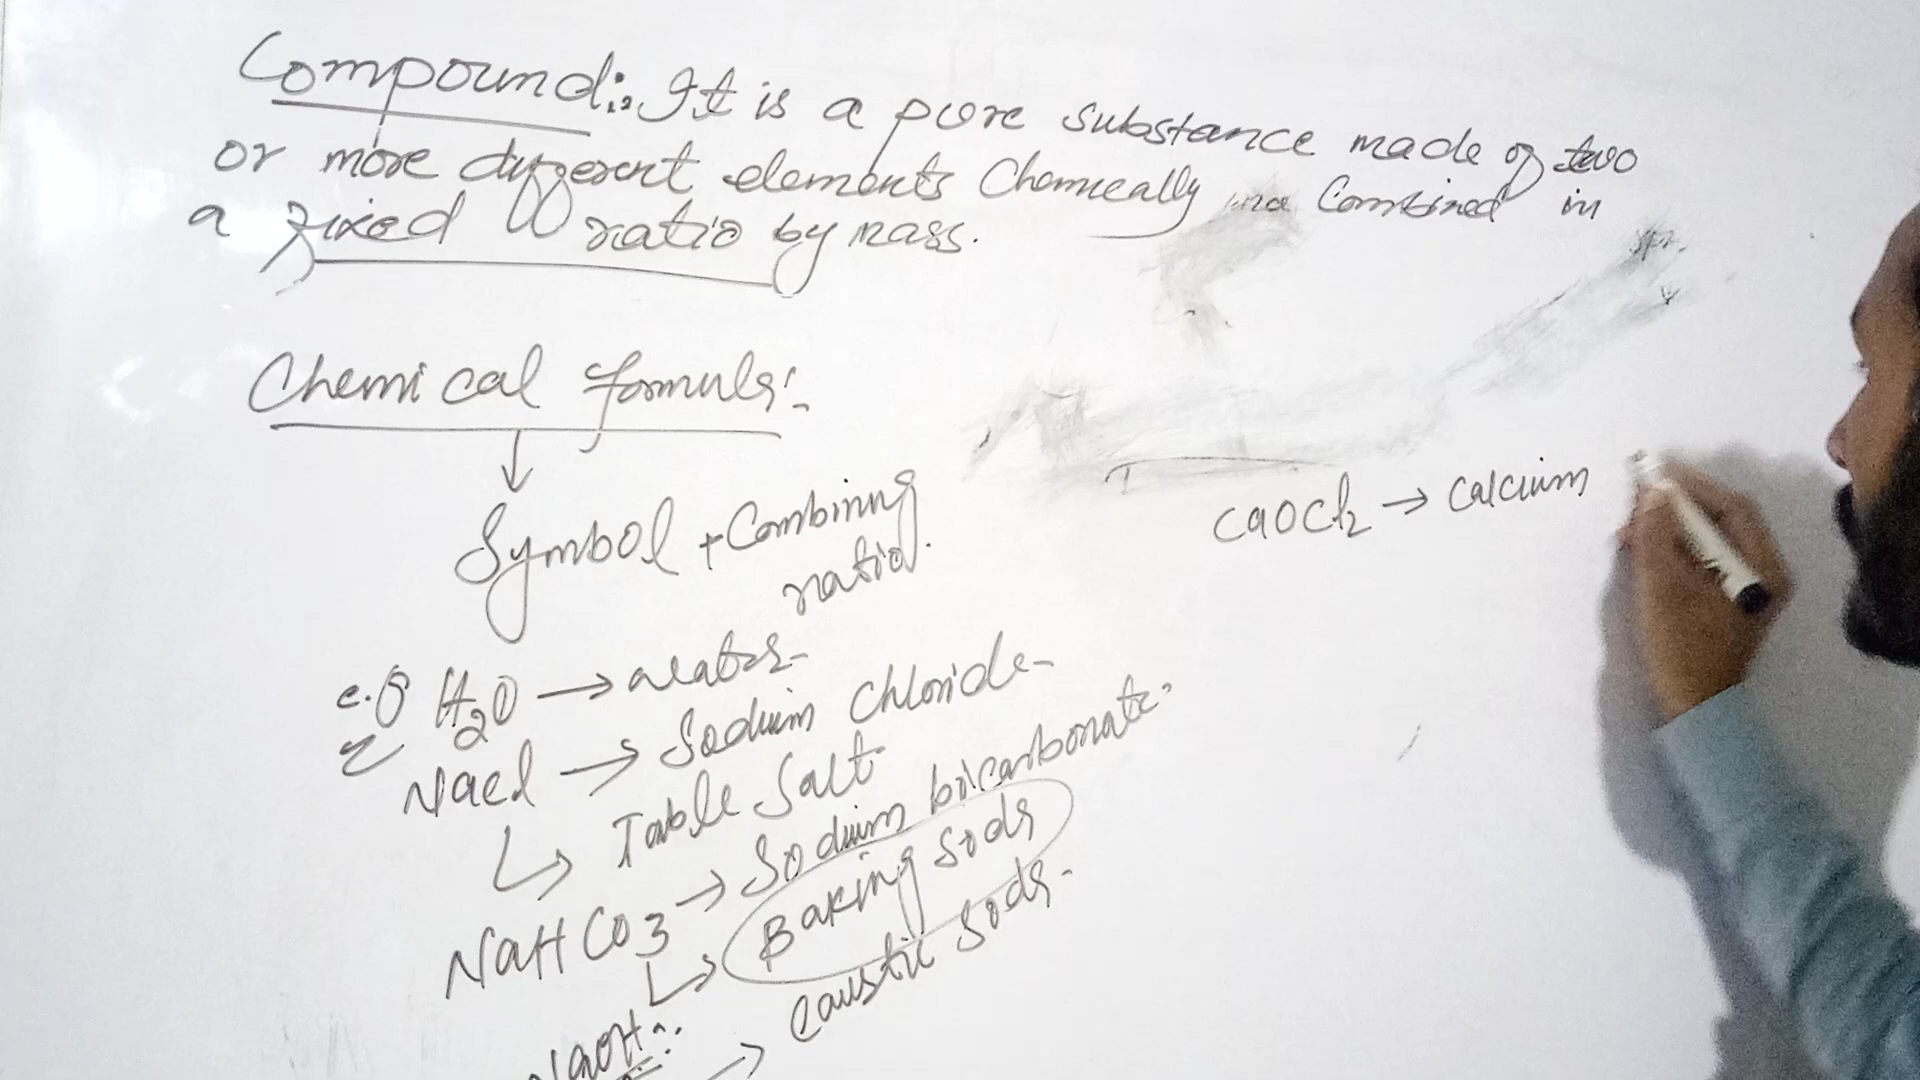 Compound:- It is a pure substance made of two
or more different elements Chemically Combined in
a fixed ratio by mass.
Chemical formula:-
↓
Symbol + Combining
ratio.
e.g H2O → water
NaCl → Sodium Chloride
↳ Table Salt
NaHCO3 → Sodium bicarbonate
↳ Baking Soda
NaOH → Caustic Soda
CaOCl2 → Calcium